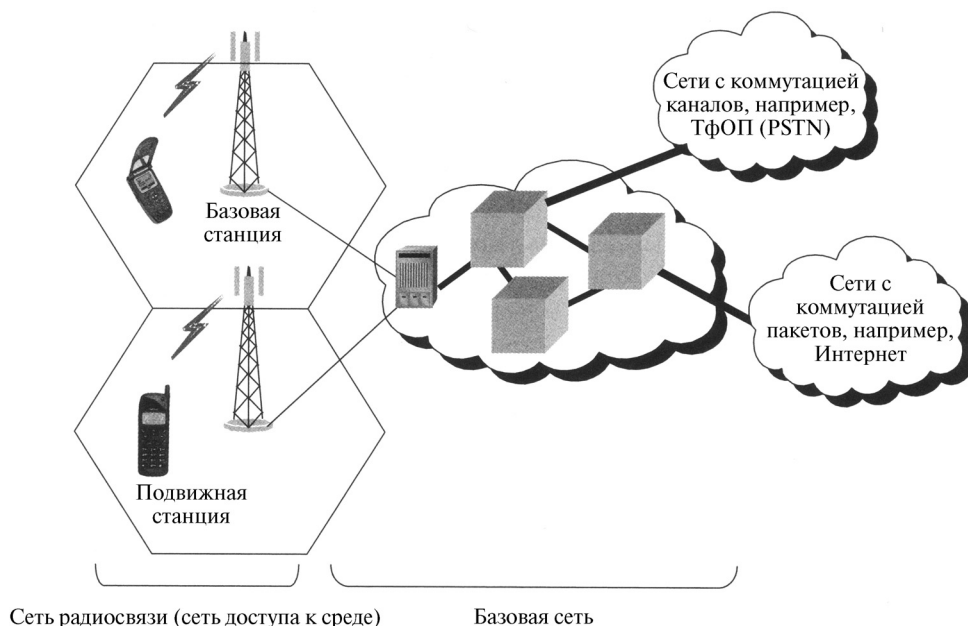 Сети с коммутацией
каналов, например,
ТфОП (PSTN)
Базовая
станция
Сети с
коммутацией
пакетов, например,
Интернет
Подвижная
станция
Сеть радиосвязи (сеть доступа к среде)
Базовая сеть